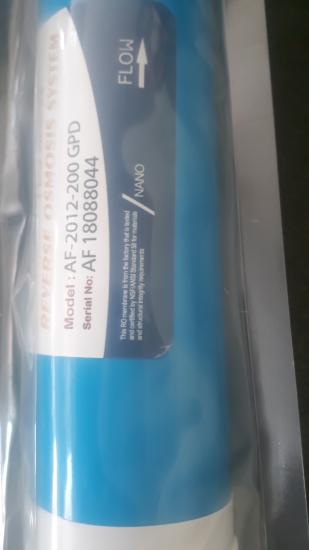 REVERSE OSMOSIS SYSTEM
Model : AF-2012-200 GPD
Serial No: AF 18088044
FLOW
NANO
This RO membrane is from the factory that is tested
and certified by NSF/ANSI Standard 58 for materials
and structural integrity requirements